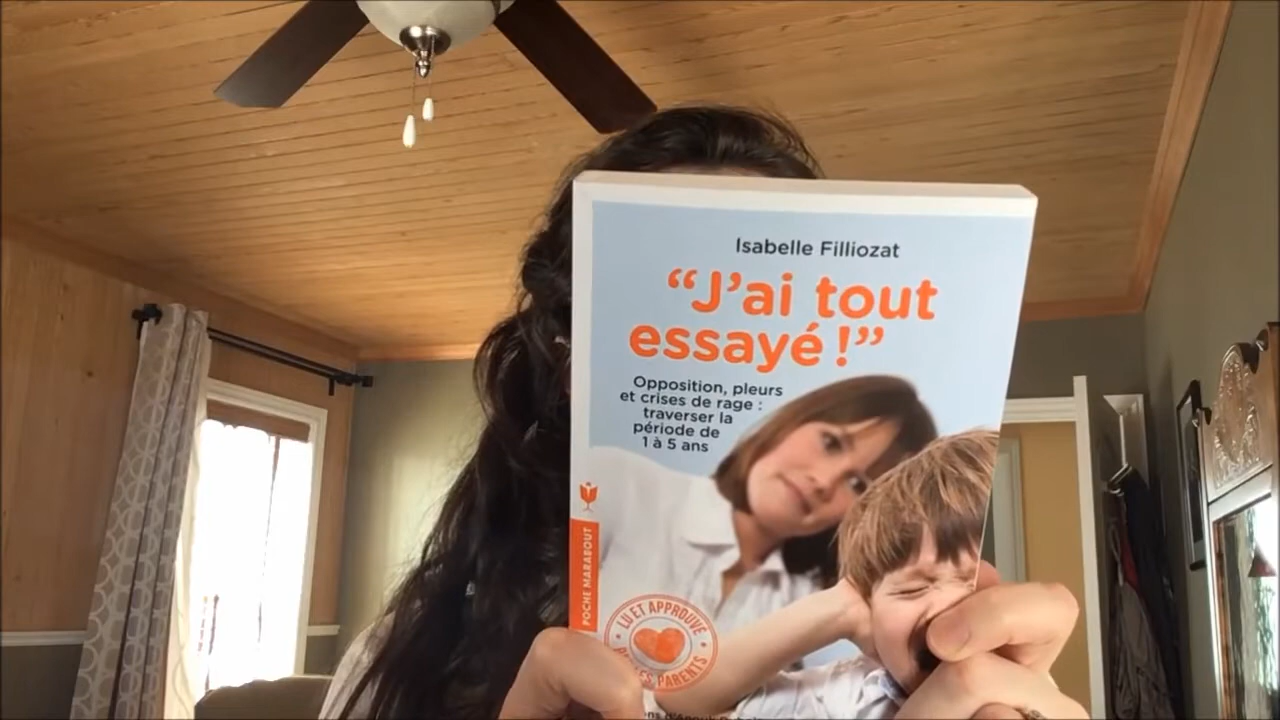 Isabelle Filliozat
“J’ai tout
essayé !”
Opposition, pleurs
et crises de rage :
traverser la
période de
1 à 5 ans
POCHE MARABOUT
LU ET APPROUVÉ
PARENTS